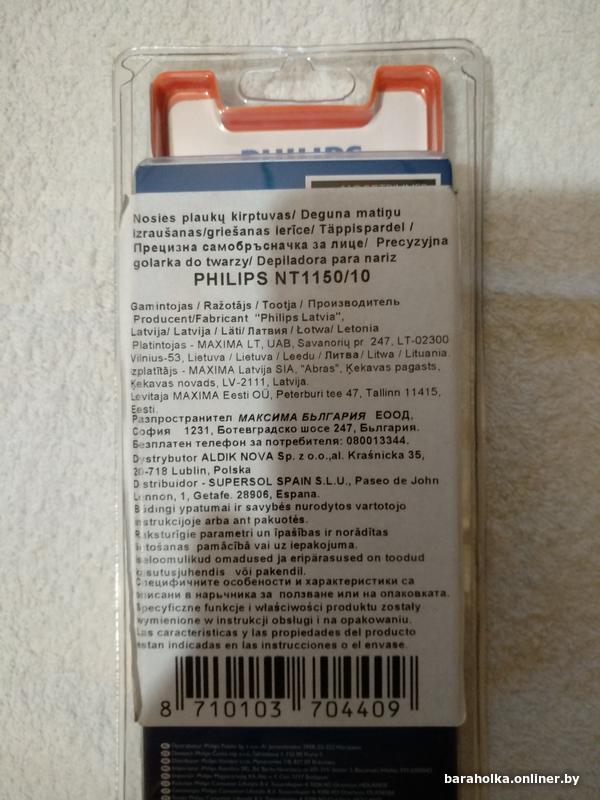 PHILIPS
Nosies plaukų kirptuvas/ Deguna matiņu
izraušanas/griešanas ierīce/ Täppispardel /
Прецизна самобръсначка за лице/ Precyzyjna
golarka do twarzy/ Depiladora para nariz
PHILIPS NT1150/10
Gamintojas / Ražotājs / Tootja / Производитель
Producent/Fabricant "Philips Latvia",
Latvija/ Latvija / Läti/ Латвия / Łotwa/ Letonia
Platintojas - MAXIMA LT, UAB, Savanorių pr 247, LT-02300
Vilnius-53, Lietuva / Lietuva / Leedu / Литва / Litwa / Lituania.
zplatītājs - MAXIMA Latvija SIA, "Abras", Ķekavas pagasts,
Ķekavas novads, LV-2111, Latvija.
Levitaja MAXIMA Eesti OÜ, Peterburi tee 47, Tallinn 11415,
Eesti.
Разпространител МАКСИМА БЬЛГАРИЯ ЕООД,
София 1231, Ботевградско шосе 247, Бългaрия.
Безплатен телефон за потребителя: 080013344.
Dystrybutor ALDIK NOVA Sp. z o.o.,al. Kraśnicka 35,
20-718 Lublin, Polska
Distribuidor - SUPERSOL SPAIN S.L.U., Paseo de John
Lennon, 1, Getafe. 28906, Espana.
Būdingi ypatumai ir savybės nurodytos vartotojo
instrukcijoje arba ant pakuotės.
Raksturīgie parametri un īpašības ir norādītas
lietošanas pamācībā vai uz iepakojuma.
eeloomulikud omadused ja eripärasused on toodud
kasutusjuhendis või pakendil.
Специфичните особености и характеристики са
описани в наръчника за ползване или на опаковката.
Specyficzne funkcje i właściwości produktu zostały
wymienione w instrukcji obsługi i na opakowaniu.
Las características y las propiedades del producto
estan indicadas en las instrucciones o el envase.
8 710103 704409
baraholka.onliner.by